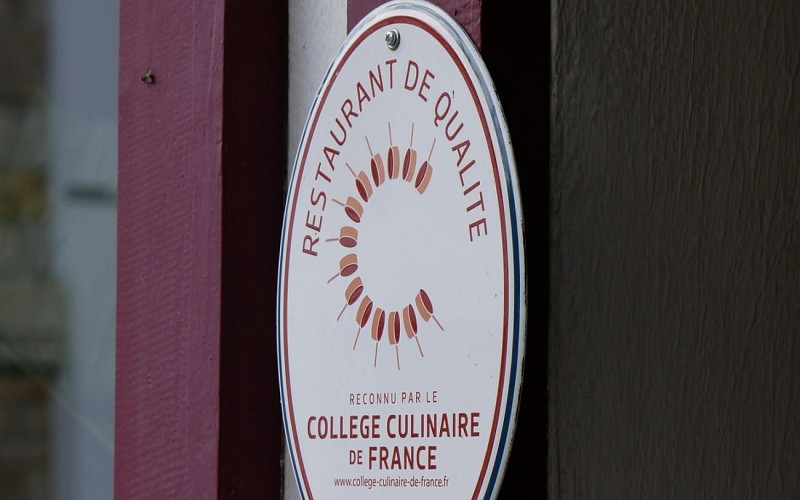 RESTAURANT DE QUALITE
RECONNU PAR LE
COLLEGE CULINAIRE
DE FRANCE
www.college-culinaire-de-france.fr